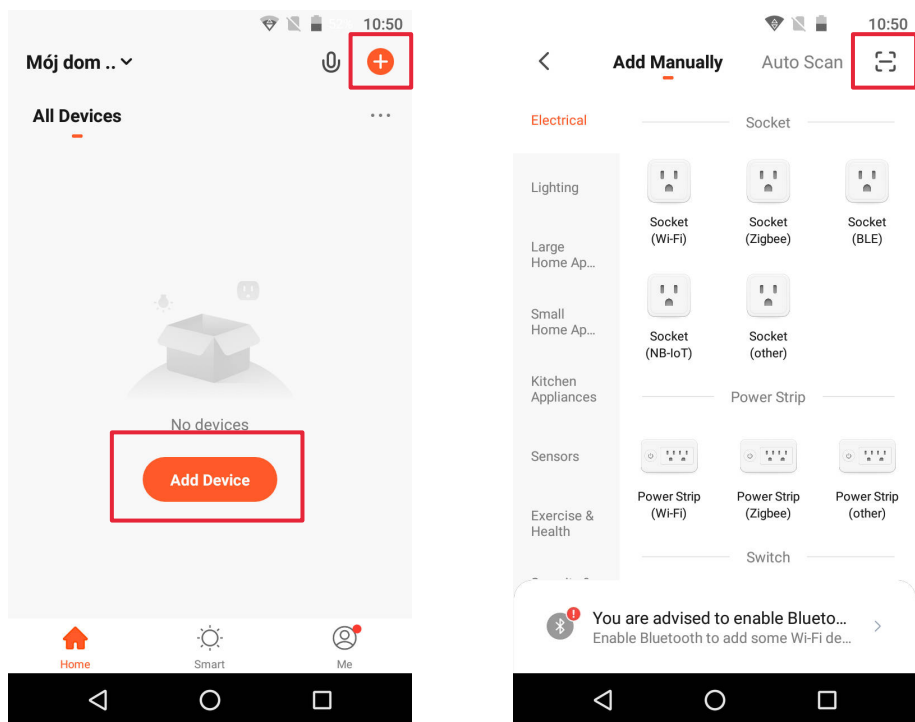 10:50
Mój dom ..
All Devices
...
No devices
Add Device
Home
Smart
Me
10:50
Add Manually
Auto Scan
Electrical
Socket
Lighting
Socket
(Wi-Fi)
Socket
(Zigbee)
Socket
(BLE)
Large
Home Ap...
Small
Home Ap...
Socket
(NB-IoT)
Socket
(other)
Kitchen
Appliances
Power Strip
Sensors
Power Strip
(Wi-Fi)
Power Strip
(Zigbee)
Power Strip
(other)
Exercise &
Health
Switch
You are advised to enable Blueto...
Enable Bluetooth to add some Wi-Fi de...